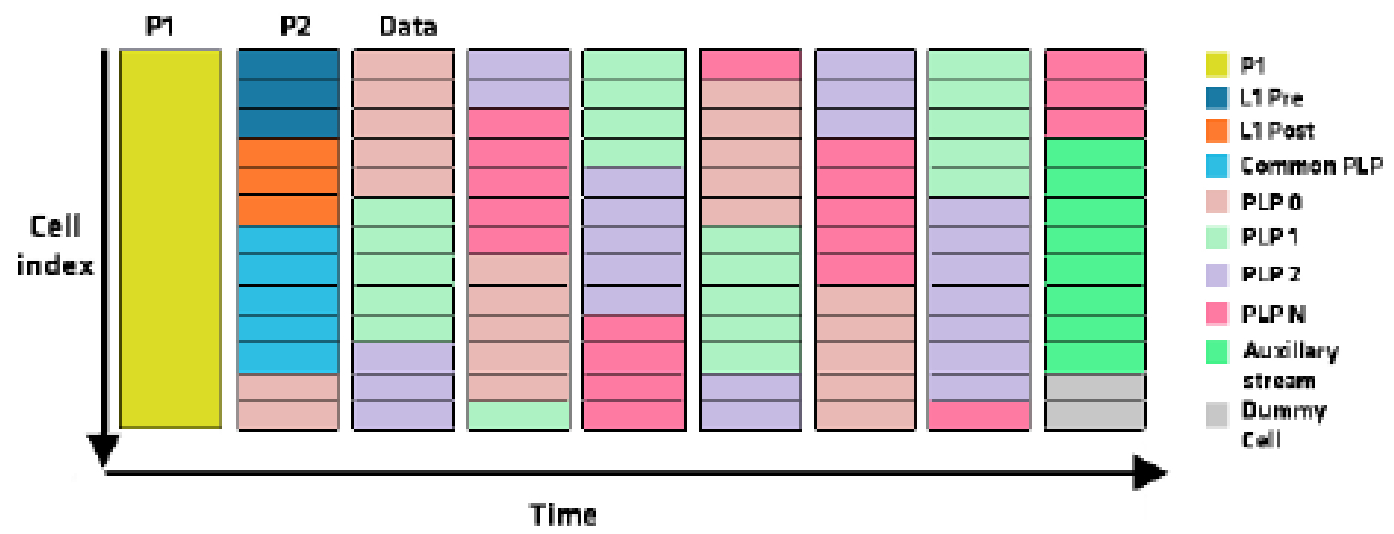 P1 P2 Data
Cell
index
Time
P1
L1 Pre
L1 Post
Common PLP
PLP 0
PLP 1
PLP 2
PLP N
Auxillary
stream
Dummy
Cell